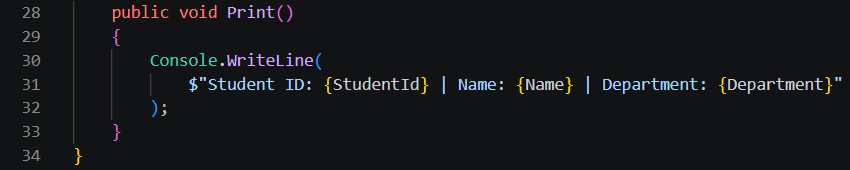 28 public void Print()
29 {
30 Console.WriteLine(
31 $"Student ID: {StudentId} | Name: {Name} | Department: {Department}"
32 );
33 }
34 }